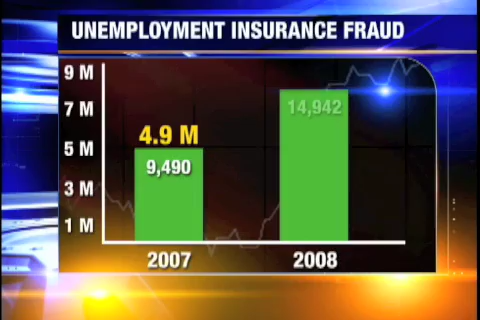 UNEMPLOYMENT INSURANCE FRAUD
9 M
7 M
5 M
3 M
1 M
4.9 M
9,490
14,942
2007
2008